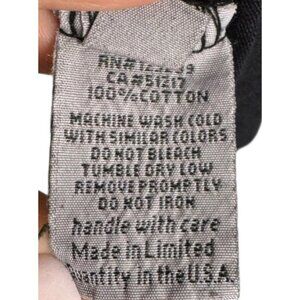 CA#51217
100% COTTON
MACHINE WASH COLD
WITH SIMILAR COLORS
DO NOT BLEACH
TUMBLE DRY LOW
REMOVE PROMPTLY
DO NOT IRON
handle with care
Made in Limited
Quantity in the U.S.A.